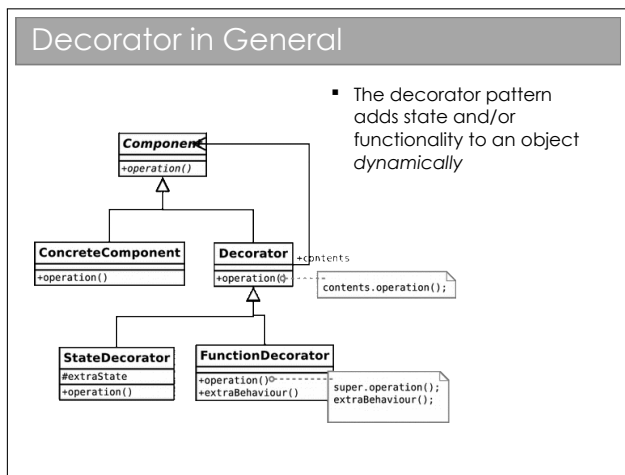 Decorator in General
▪ The decorator pattern
adds state and/or
functionality to an object
dynamically
Component
+operation()
ConcreteComponent
+operation()
Decorator
+operation()
+contents
contents.operation();
StateDecorator
#extraState
+operation()
FunctionDecorator
+operation()
+extraBehaviour()
super.operation();
extraBehaviour();